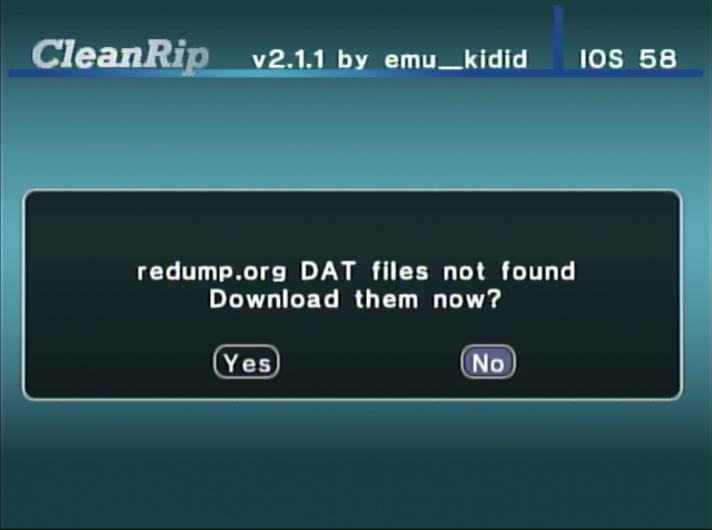 CleanRip v2.1.1 by emu_kidid IOS 58
redump.org DAT files not found
Download them now?
Yes No